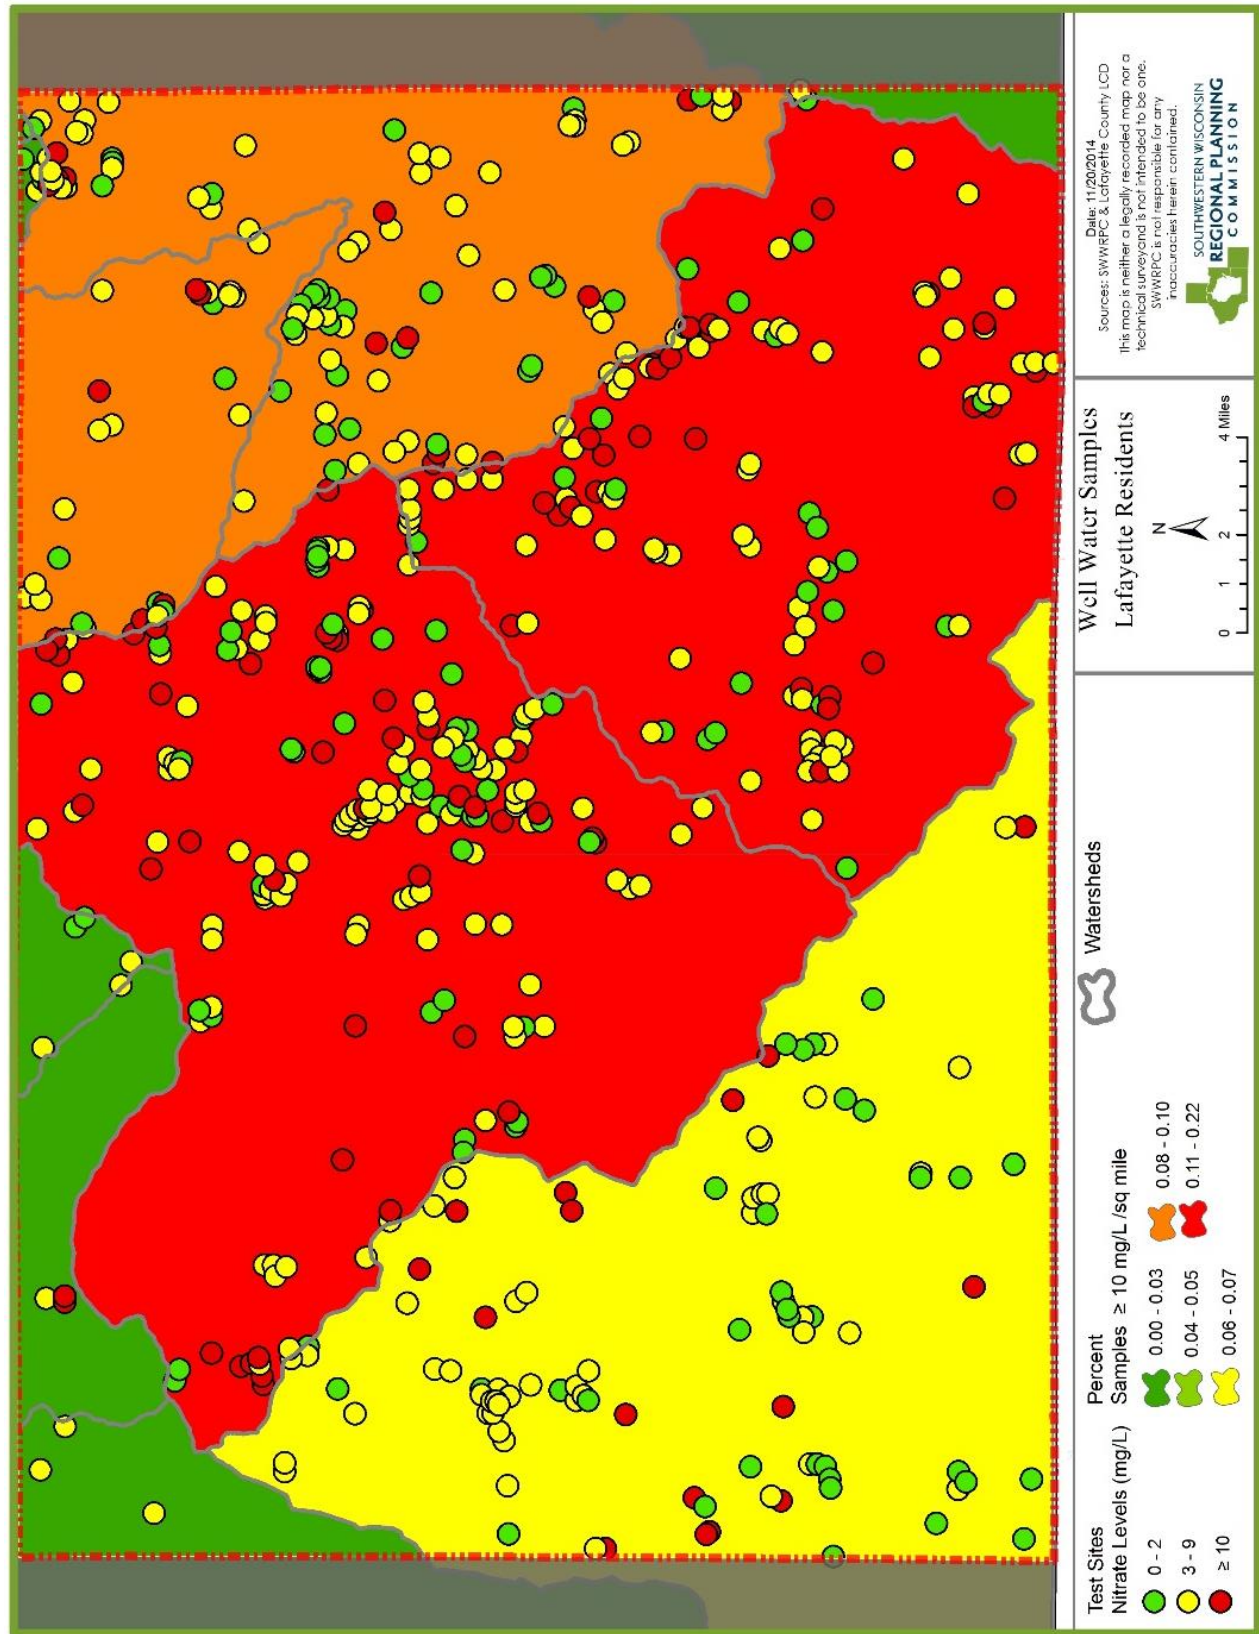 Test Sites
Nitrate Levels (mg/L)
0 - 2
3 - 9
≥ 10
Percent
Samples ≥ 10 mg/L /sq mile
0.00 - 0.03
0.04 - 0.05
0.06 - 0.07
0.08 - 0.10
0.11 - 0.22
Watersheds
Well Water Samples
Lafayette Residents
N
0 1 2 4 Miles
Date: 11/20/2014
Sources: SWWRPC & Lafayette County LCD
This map is neither a legally recorded map nor a
technical survey and is not intended to be one.
SWWRPC is not responsible for any
inaccuracies herein contained.
SOUTHWESTERN WISCONSIN
REGIONAL PLANNING
COMMISSION